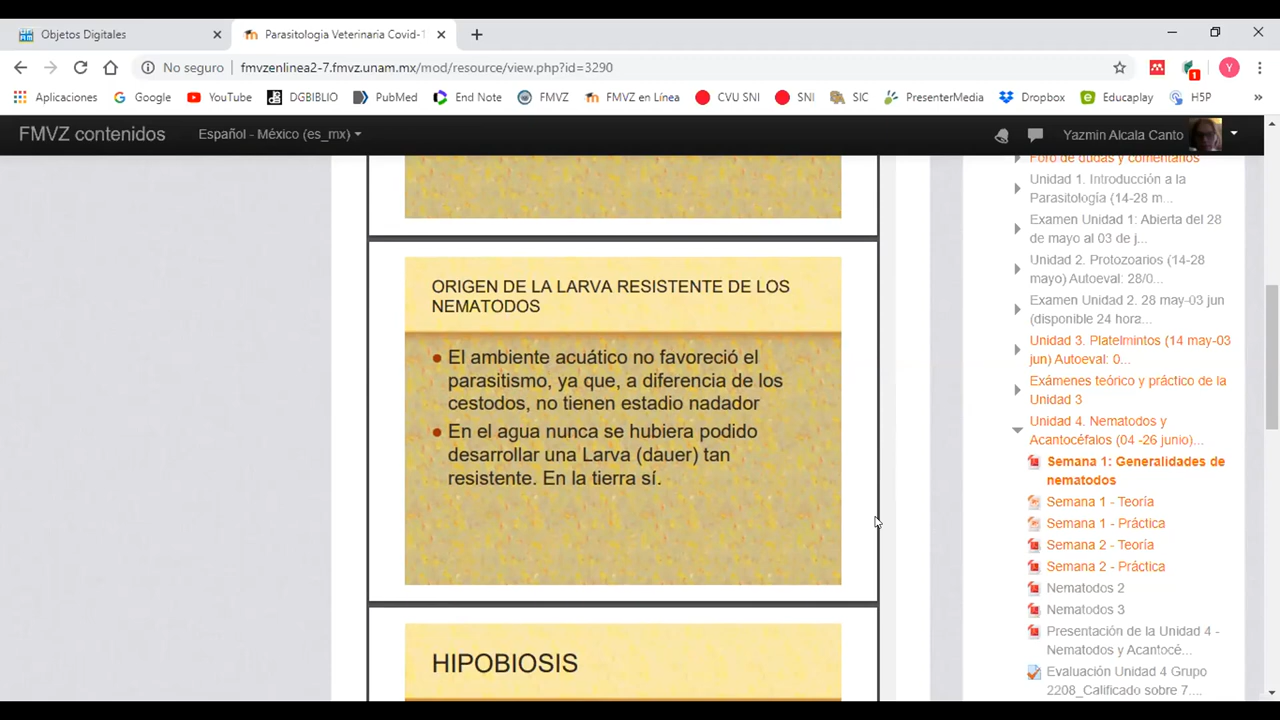 Objetos Digitales
Parasitologia Veterinaria Covid-1
No seguro
fmvzenlinea2-7.fmvz.unam.mx/mod/resource/view.php?id=3290
1
Y
Aplicaciones
Google
YouTube
DGBIBLIO
PubMed
End Note
FMVZ
FMVZ en Línea
CVU SNI
SNI
SIC
PresenterMedia
Dropbox
Educaplay
H5P
»
FMVZ contenidos
Español - México (es_mx)
Yazmin Alcala Canto
ORIGEN DE LA LARVA RESISTENTE DE LOS
NEMATODOS
El ambiente acuático no favoreció el
parasitismo, ya que, a diferencia de los
cestodos, no tienen estadio nadador
En el agua nunca se hubiera podido
desarrollar una Larva (dauer) tan
resistente. En la tierra sí.
HIPOBIOSIS
Foro de dudas y comentarios
Unidad 1. Introducción a la
Parasitología (14-28 m...
Examen Unidad 1: Abierta del 28
de mayo al 03 de j...
Unidad 2. Protozoarios (14-28
mayo) Autoeval: 28/0...
Examen Unidad 2. 28 may-03 jun
(disponible 24 hora...
Unidad 3. Platelmintos (14 may-03
jun) Autoeval: 0...
Exámenes teórico y práctico de la
Unidad 3
Unidad 4. Nematodos y
Acantocéfalos (04 -26 junio)...
Semana 1: Generalidades de
nematodos
Semana 1 - Teoría
Semana 1 - Práctica
Semana 2 - Teoría
Semana 2 - Práctica
Nematodos 2
Nematodos 3
Presentación de la Unidad 4 -
Nematodos y Acantocé...
Evaluación Unidad 4 Grupo
2208_Calificado sobre 7....